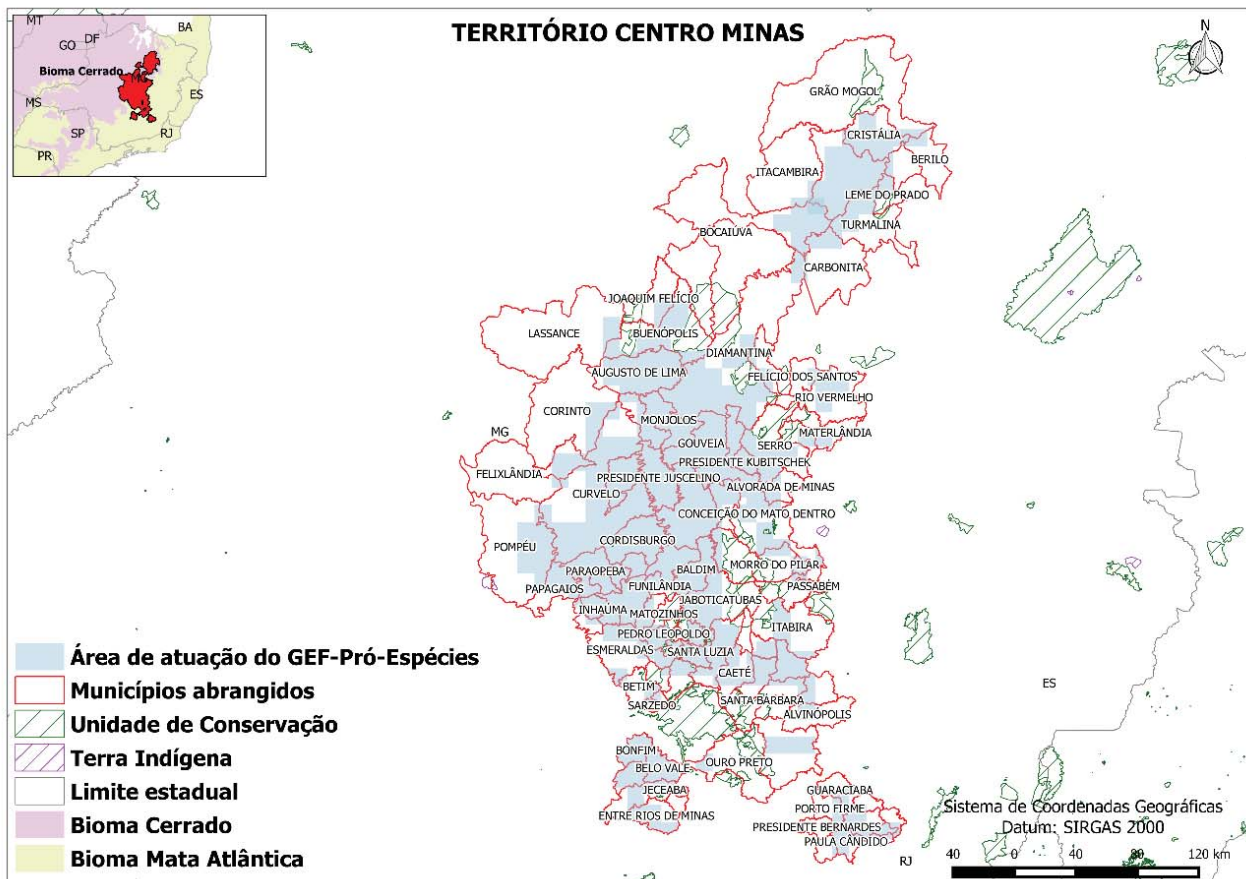 TERRITÓRIO CENTRO MINAS
N
MT
BA
DF
GO
Bioma Cerrado
MG
MS
ES
SP
RJ
PR
GRÃO MOGOL
CRISTÁLIA
BERILO
ITACAMBIRA
LEME DO PRADO
TURMALINA
BOCAIÚVA
CARBONITA
JOAQUIM FELÍCIO
LASSANCE
BUENÓPOLIS
DIAMANTINA
AUGUSTO DE LIMA
FELÍCIO DOS SANTOS
RIO VERMELHO
CORINTO
MONJOLOS
MG
GOUVEIA
SERRO
MATERLÂNDIA
PRESIDENTE KUBITSCHEK
FELIXLÂNDIA
PRESIDENTE JUSCELINO
ALVORADA DE MINAS
CURVELO
CONCEIÇÃO DO MATO DENTRO
POMPÉU
CORDISBURGO
PARAOPEBA
BALDIM
MORRO DO PILAR
PAPAGAIOS
FUNILÂNDIA
PASSABÉM
JABOTICATUBAS
INHAÚMA
MATOZINHOS
ITABIRA
PEDRO LEOPOLDO
ESMERALDAS
SANTA LUZIA
CAETÉ
BETIM
SARZEDO
SANTA BÁRBARA
ALVINÓPOLIS
ES
BONFIM
BELO VALE
OURO PRETO
JECEABA
ENTRE RIOS DE MINAS
GUARACIABA
PORTO FIRME
PRESIDENTE BERNARDES
PAULA CÂNDIDO
RJ
Área de atuação do GEF-Pró-Espécies
Municípios abrangidos
Unidade de Conservação
Terra Indígena
Limite estadual
Bioma Cerrado
Bioma Mata Atlântica
Sistema de Coordenadas Geográficas
Datum: SIRGAS 2000
40 0 40 80 120 km